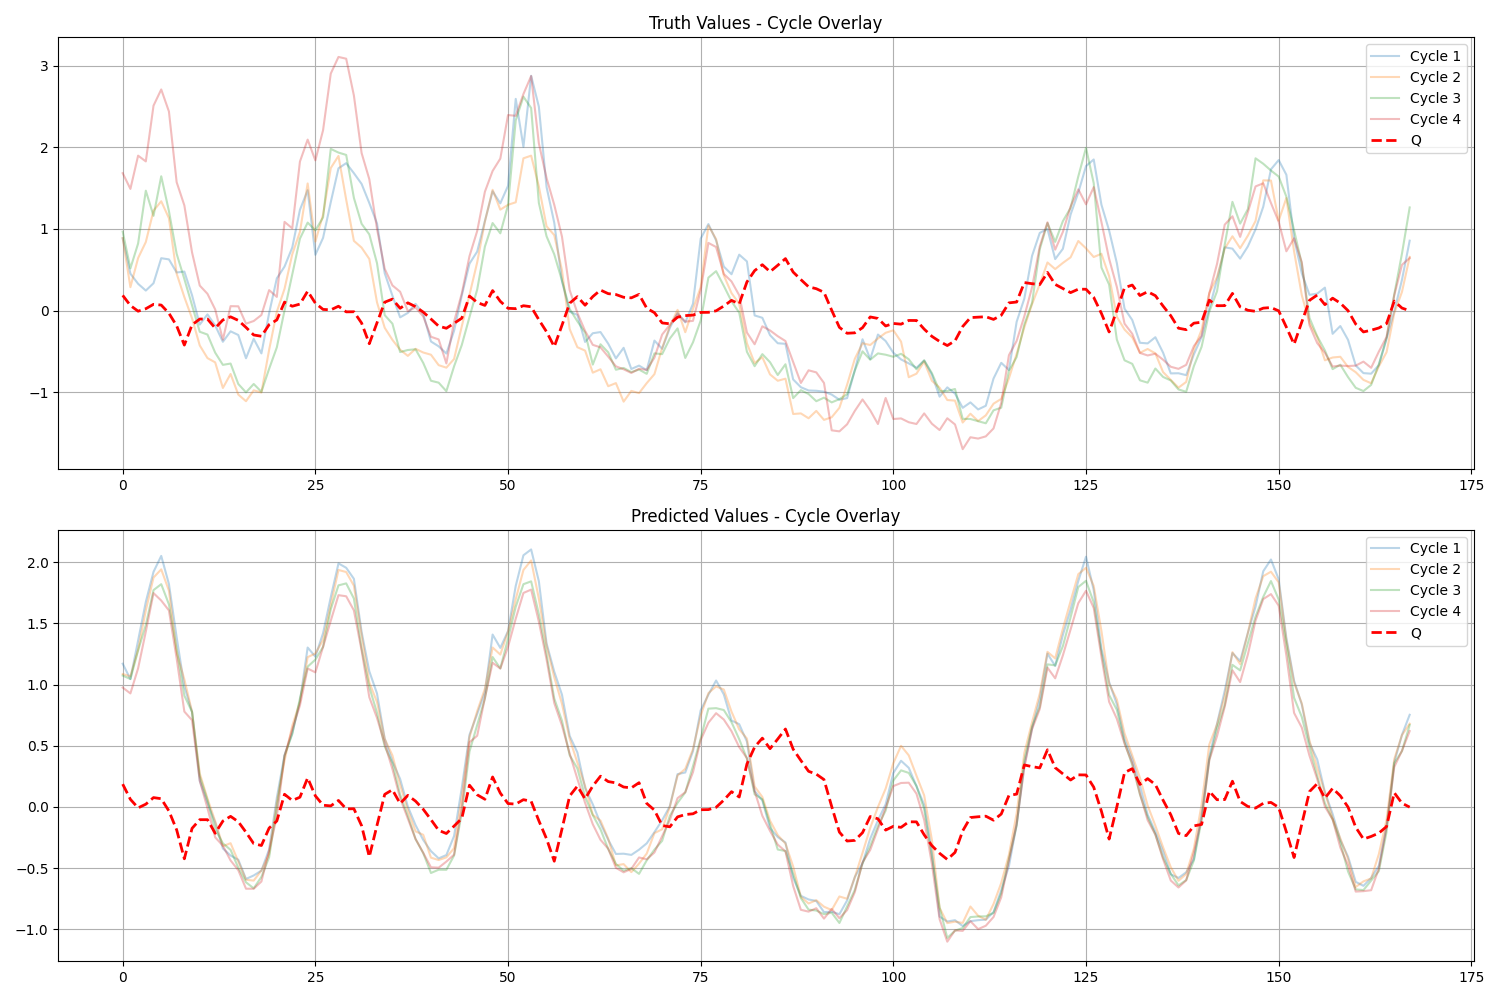 Truth Values - Cycle Overlay
3
2
1
0
−1
0 25 50 75 100 125 150 175
Cycle 1
Cycle 2
Cycle 3
Cycle 4
Q
Predicted Values - Cycle Overlay
2.0
1.5
1.0
0.5
0.0
−0.5
−1.0
0 25 50 75 100 125 150 175
Cycle 1
Cycle 2
Cycle 3
Cycle 4
Q